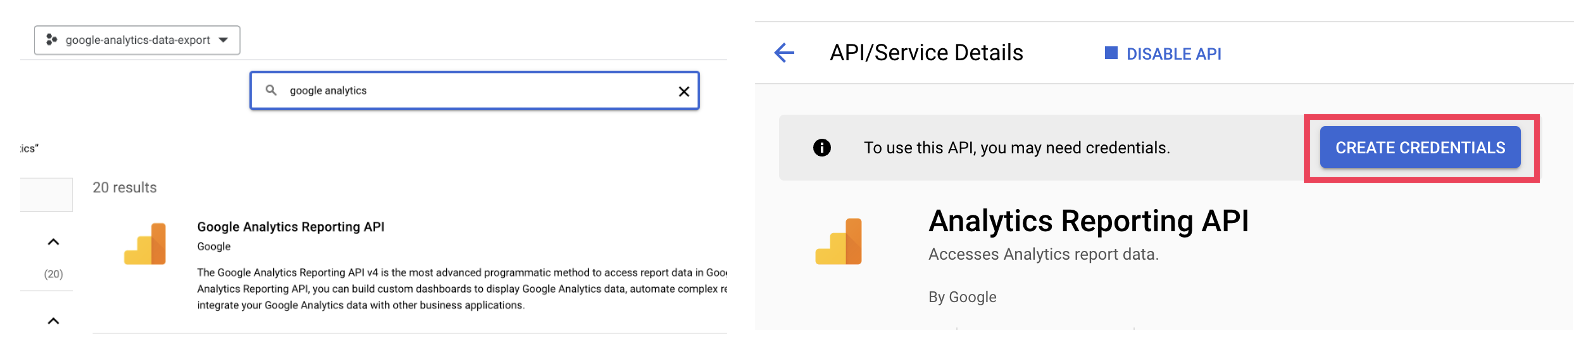 google-analytics-data-export
google analytics
tics"
20 results
Google Analytics Reporting API
Google
(20)
The Google Analytics Reporting API v4 is the most advanced programmatic method to access report data in Goo
Analytics Reporting API, you can build custom dashboards to display Google Analytics data, automate complex re
integrate your Google Analytics data with other business applications.
API/Service Details
DISABLE API
To use this API, you may need credentials.
CREATE CREDENTIALS
Analytics Reporting API
Accesses Analytics report data.
By Google